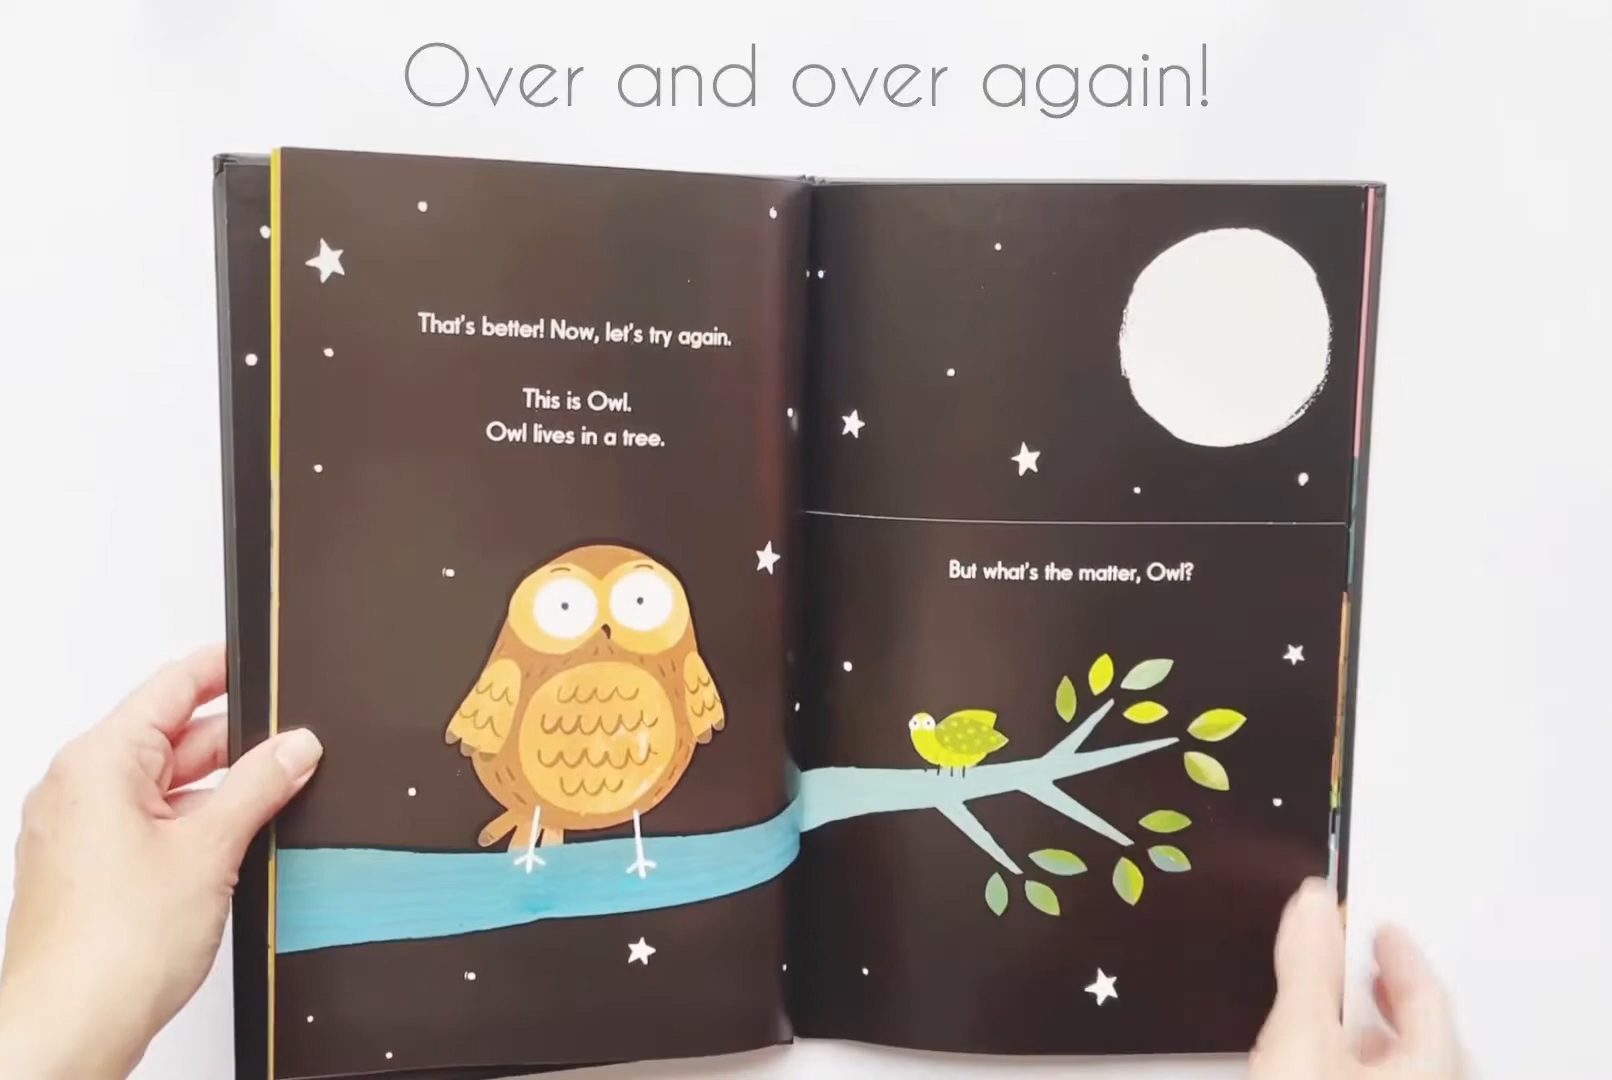 Over and over again!
That's better! Now, let's try again.
This is Owl.
Owl lives in a tree.
But what's the matter, Owl?